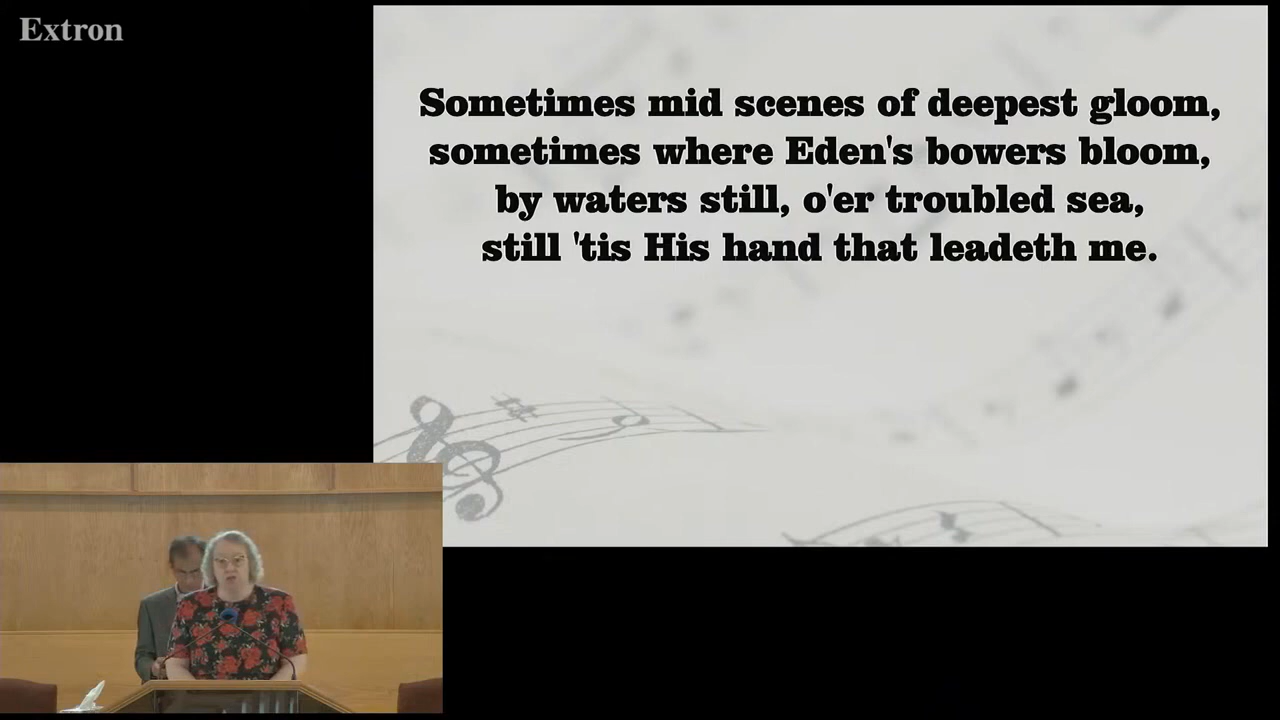 Extron
Sometimes mid scenes of deepest gloom,
sometimes where Eden's bowers bloom,
by waters still, o'er troubled sea,
still 'tis His hand that leadeth me.